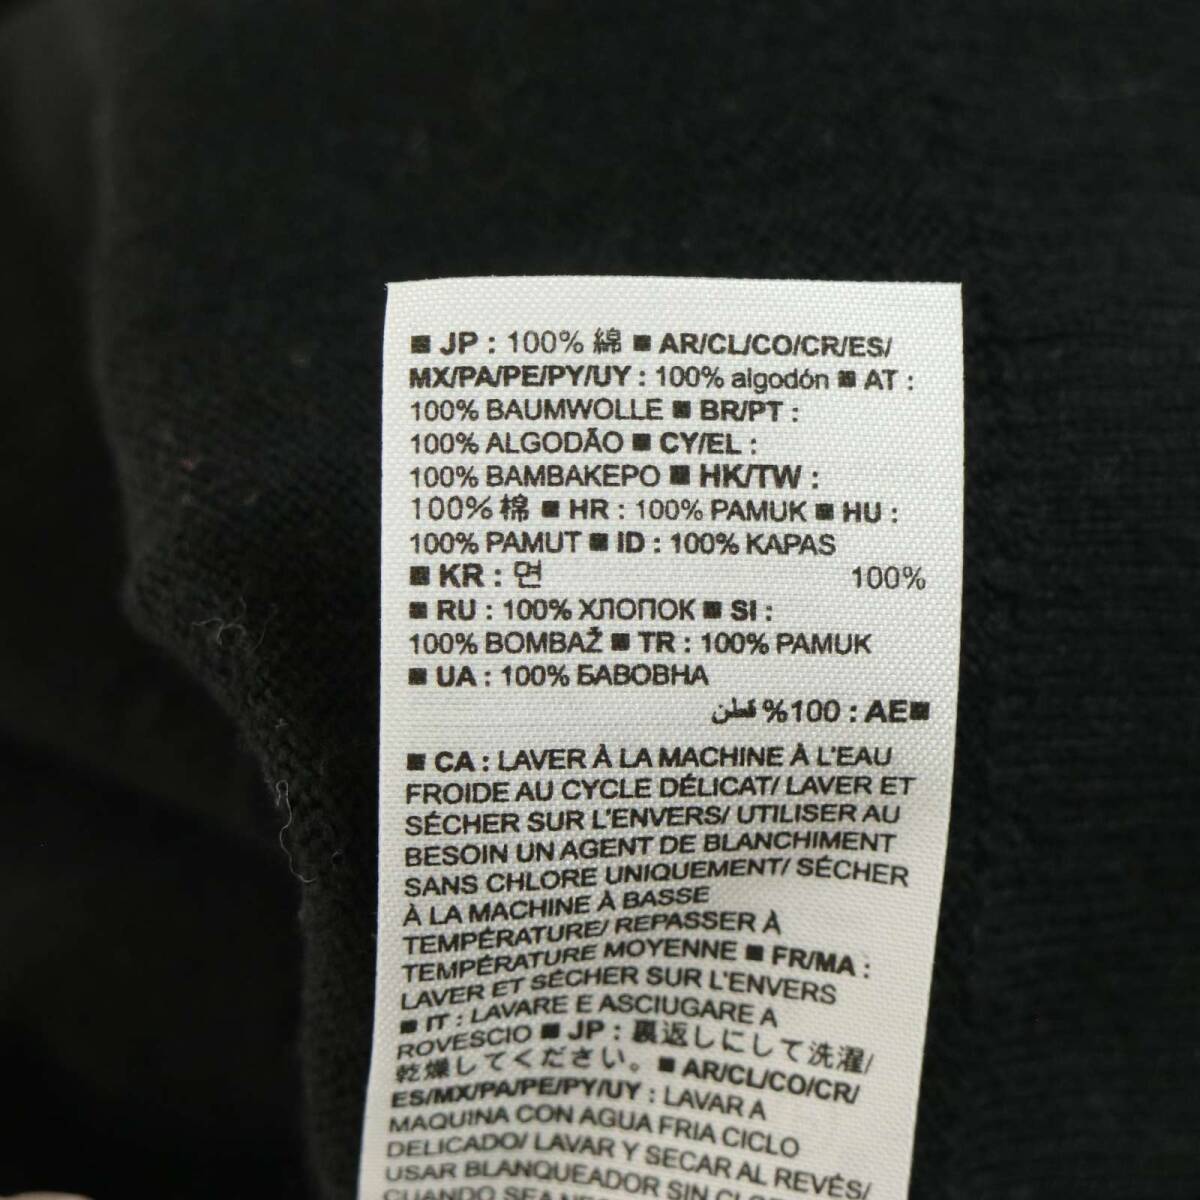 ■ JP : 100% 綿 ■ AR/CL/CO/CR/ES/
MX/PA/PE/PY/UY : 100% algodón ■ AT :
100% BAUMWOLLE ■ BR/PT :
100% ALGODÃO ■ CY/EL :
100% BAMBAKEPO ■ HK/TW :
100% 棉 ■ HR : 100% PAMUK ■ HU :
100% PAMUT ■ ID : 100% KAPAS
■ KR : 면 100%
■ RU : 100% ХЛОПОК ■ SI :
100% BOMBAŽ ■ TR : 100% PAMUK
■ UA : 100% БАВОВНА
■AE : 100% قطن
■ CA : LAVER À LA MACHINE À L'EAU
FROIDE AU CYCLE DÉLICAT/ LAVER ET
SÉCHER SUR L'ENVERS/ UTILISER AU
BESOIN UN AGENT DE BLANCHIMENT
SANS CHLORE UNIQUEMENT/ SÉCHER
À LA MACHINE À BASSE
TEMPÉRATURE/ REPASSER À
TEMPÉRATURE MOYENNE ■ FR/MA :
LAVER ET SÉCHER SUR L'ENVERS
■ IT : LAVARE E ASCIUGARE A
ROVESCIO ■ JP : 裏返しにして洗濯/
乾燥してください。 ■ AR/CL/CO/CR/
ES/MX/PA/PE/PY/UY : LAVAR A
MAQUINA CON AGUA FRIA CICLO
DELICADO/ LAVAR Y SECAR AL REVÉS/
USAR BLANQUEADOR SIN
CUANDO SEA